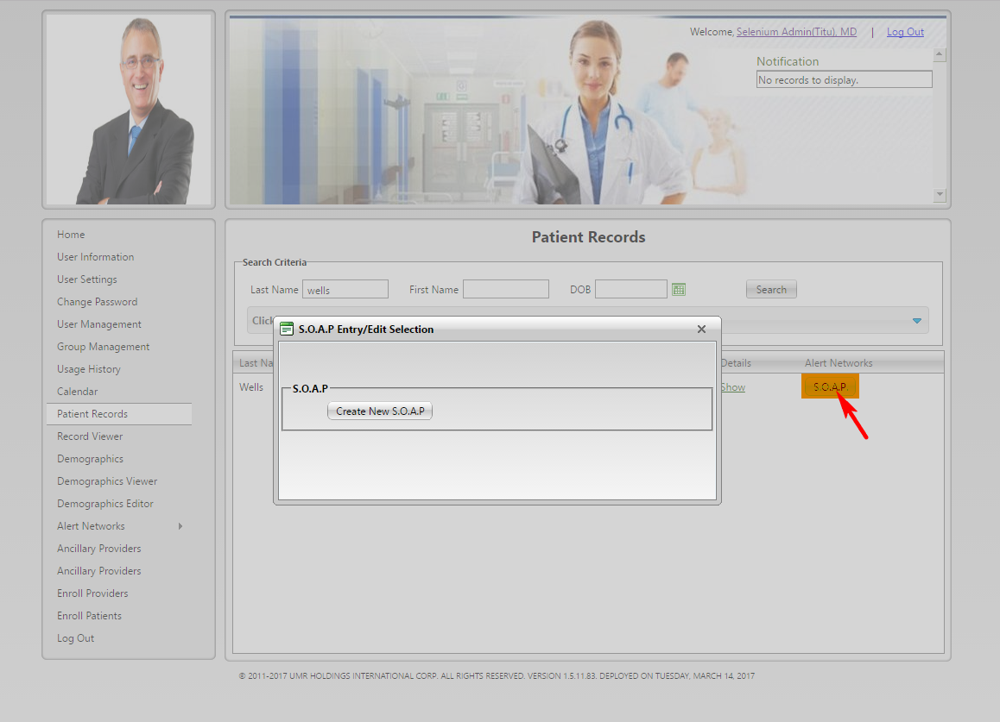 Welcome, Selenium Admin(Titu), MD | Log Out
Notification
No records to display.
Home
User Information
User Settings
Change Password
User Management
Group Management
Usage History
Calendar
Patient Records
Record Viewer
Demographics
Demographics Viewer
Demographics Editor
Alert Networks
Ancillary Providers
Ancillary Providers
Enroll Providers
Enroll Patients
Log Out
Patient Records
Search Criteria
Last Name wells First Name DOB Search
Click
S.O.A.P Entry/Edit Selection
Last Na Details Alert Networks
Wells Show S.O.A.P.
S.O.A.P
Create New S.O.A.P
© 2011-2017 UMR HOLDINGS INTERNATIONAL CORP. ALL RIGHTS RESERVED. VERSION 1.5.11.83. DEPLOYED ON TUESDAY, MARCH 14, 2017